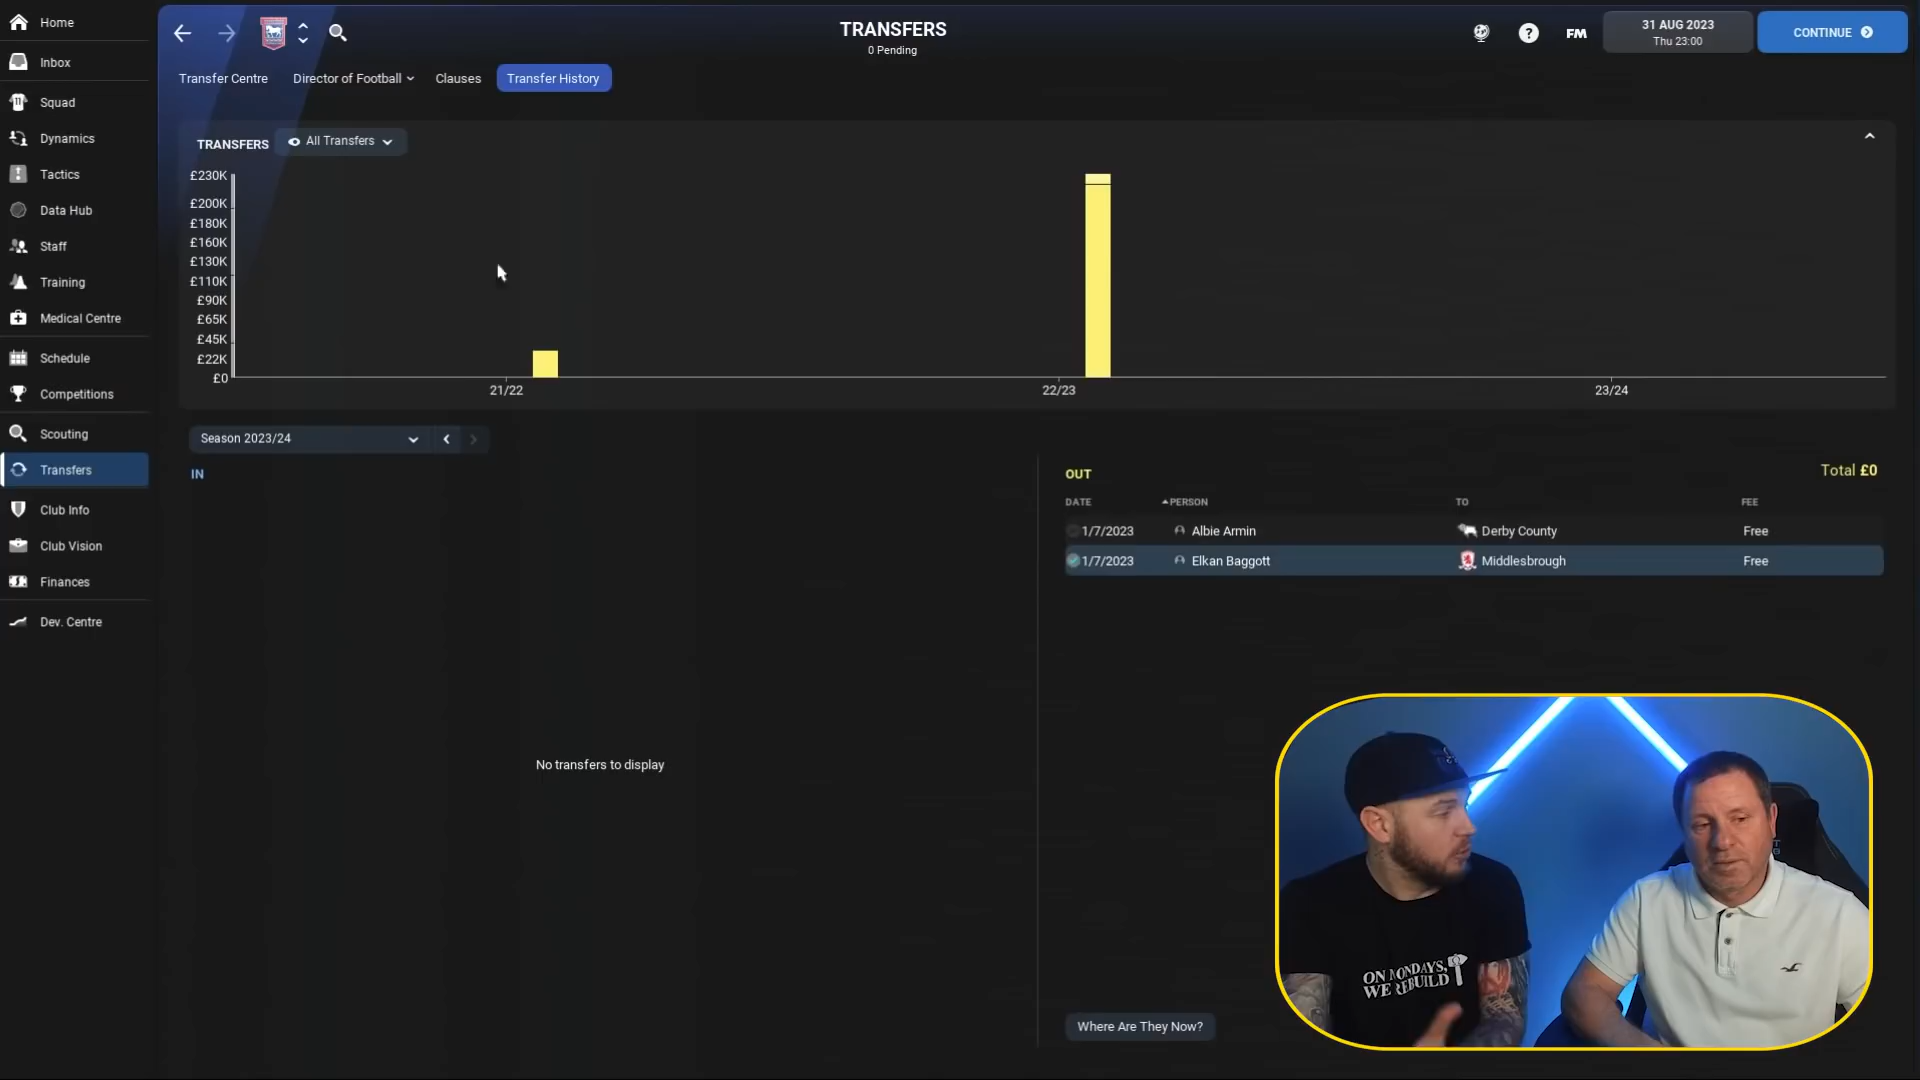 Home
Inbox
Squad
Dynamics
Tactics
Data Hub
Staff
Training
Medical Centre
Schedule
Competitions
Scouting
Transfers
Club Info
Club Vision
Finances
Dev. Centre
TRANSFERS
0 Pending
?
FM
31 AUG 2023
Thu 23:00
CONTINUE
Transfer Centre
Director of Football
Clauses
Transfer History
TRANSFERS
All Transfers
£230K
£200K
£180K
£160K
£130K
£110K
£90K
£65K
£45K
£22K
£0
21/22
22/23
23/24
Season 2023/24
IN
No transfers to display
OUT
Total £0
DATE PERSON TO FEE
1/7/2023 Albie Armin Derby County Free
1/7/2023 Elkan Baggott Middlesbrough Free
Where Are They Now?
ON MONDAYS,
WE REBUILD